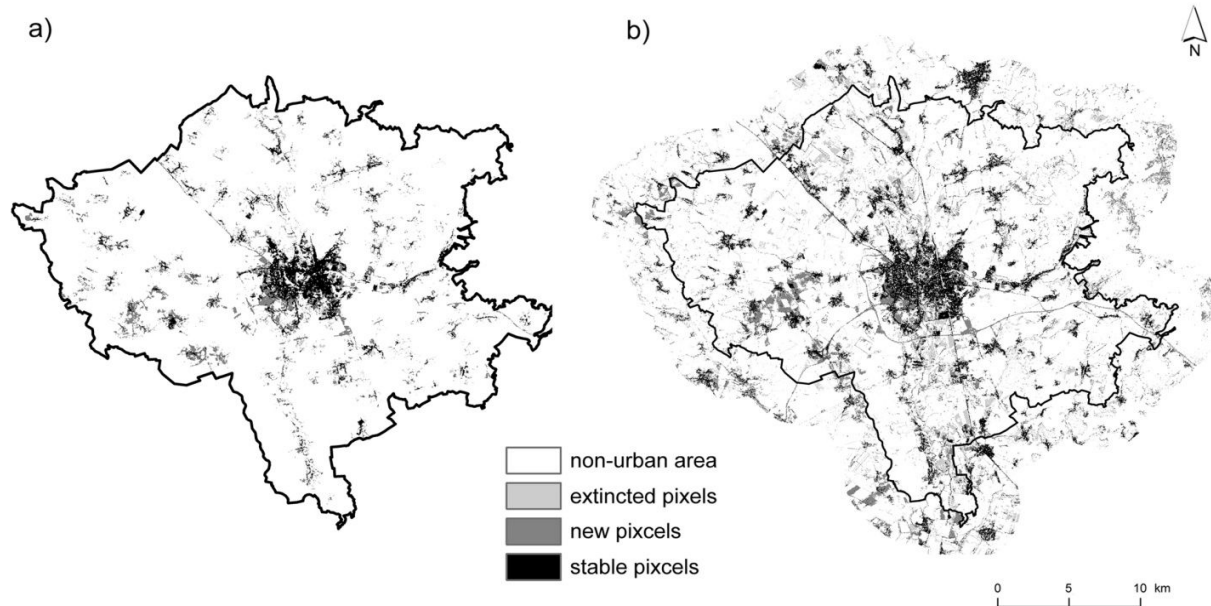 a)
b)
N
non-urban area
extincted pixels
new pixcels
stable pixcels
0 5 10 km